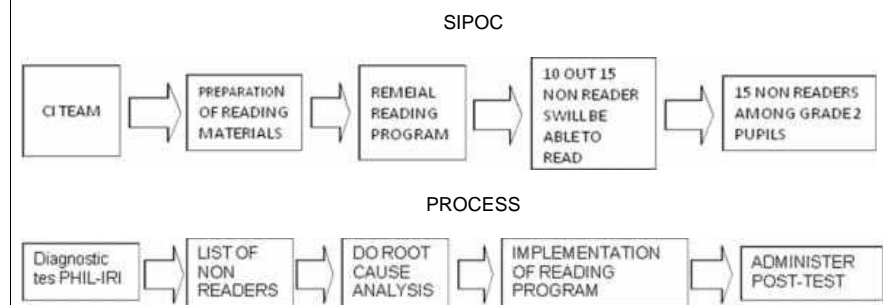 SIPOC
CI TEAM
PREPARATION
OF READING
MATERIALS
REMEIAL
READING
PROGRAM
10 OUT 15
NON READER
SWILL BE
ABLE TO
READ
15 NON READERS
AMONG GRADE 2
PUPILS
PROCESS
Diagnostic
tes PHIL-IRI
LIST OF
NON
READERS
DO ROOT
CAUSE
ANALYSIS
IMPLEMENTATION
OF READING
PROGRAM
ADMINISTER
POST-TEST